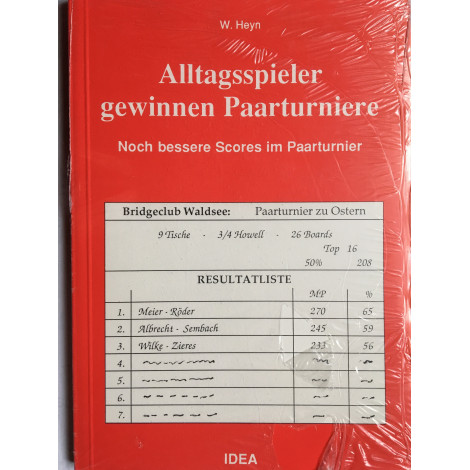 W. Heyn
Alltagsspieler
gewinnen Paarturniere
Noch bessere Scores im Paarturnier
Bridgeclub Waldsee: Paarturnier zu Ostern
9 Tische - 3/4 Howell - 26 Boards
Top 16
50% 208
RESULTATLISTE
MP %
1. Meier - Röder 270 65
2. Albrecht - Sembach 245 59
3. Wilke - Zieres 233 56
4.
5.
6.
7.
IDEA